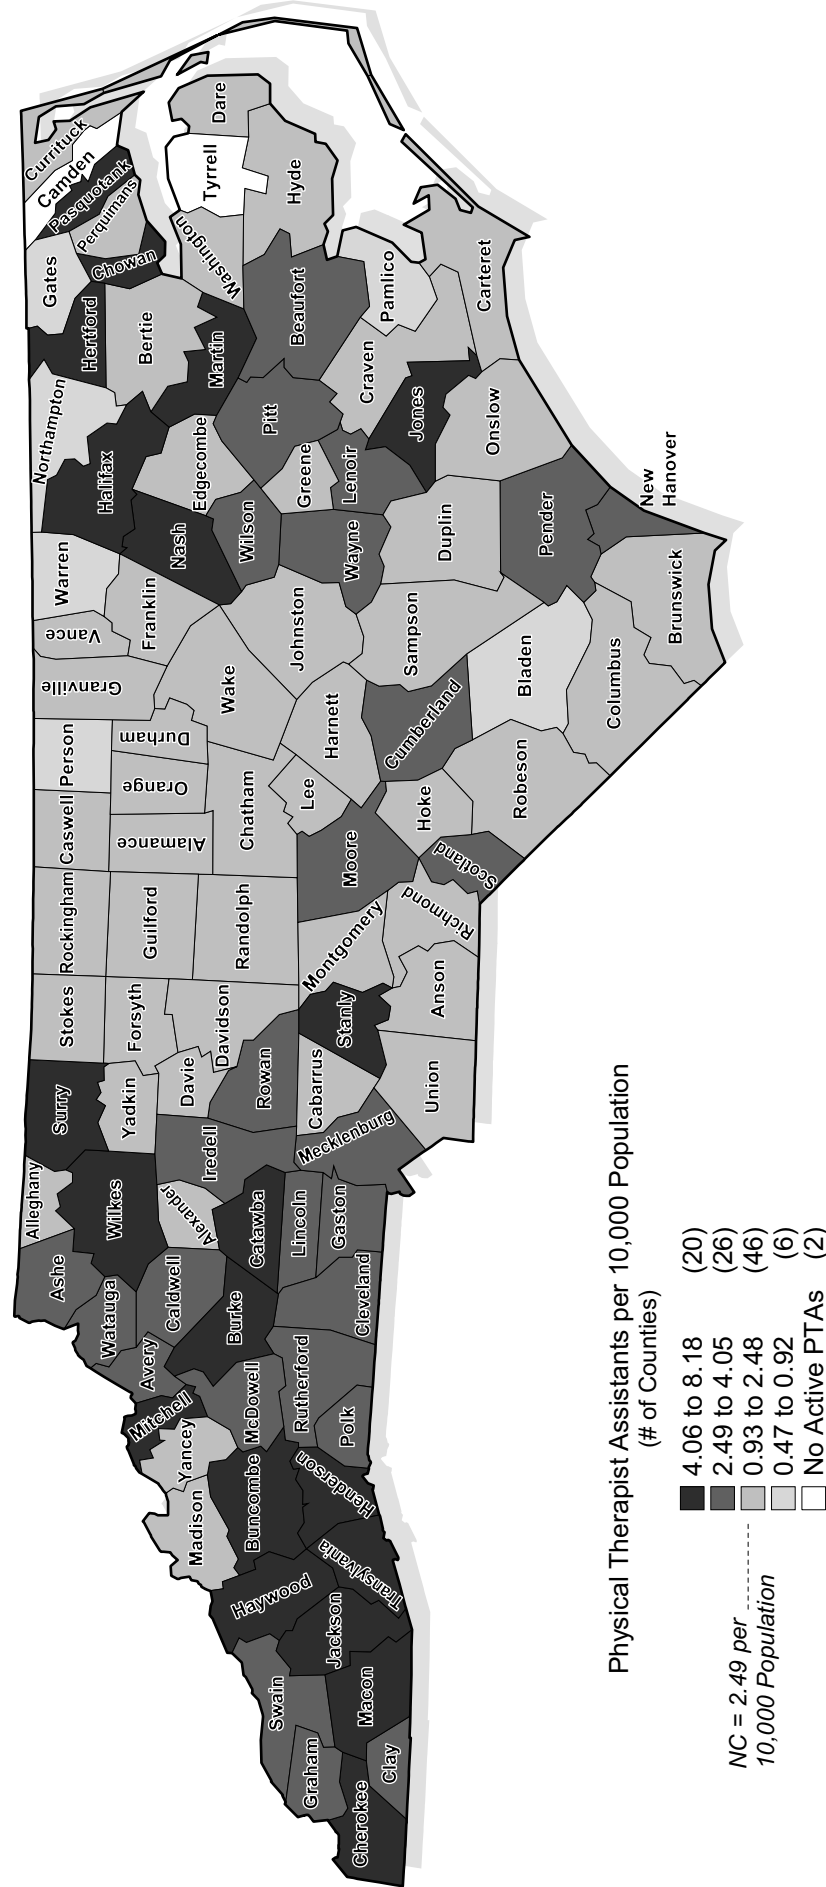 Cherokee
Graham
Clay
Swain
Macon
Jackson
Haywood
Transylvania
Madison
Buncombe
Henderson
Yancey
Mitchell
McDowell
Rutherford
Polk
Avery
Burke
Cleveland
Watauga
Caldwell
Ashe
Catawba
Lincoln
Gaston
Alexander
Wilkes
Alleghany
Iredell
Mecklenburg
Surry
Yadkin
Davie
Rowan
Cabarrus
Union
Stokes
Forsyth
Davidson
Stanly
Anson
Rockingham
Guilford
Randolph
Montgomery
Richmond
Caswell
Alamance
Chatham
Moore
Scotland
Person
Orange
Durham
Lee
Hoke
Robeson
Granville
Wake
Harnett
Cumberland
Bladen
Columbus
Vance
Warren
Franklin
Johnston
Sampson
Brunswick
Nash
Wilson
Wayne
Duplin
Pender
New
Hanover
Northampton
Halifax
Edgecombe
Greene
Lenoir
Onslow
Pitt
Jones
Craven
Hertford
Bertie
Martin
Beaufort
Pamlico
Carteret
Gates
Chowan
Perquimans
Pasquotank
Camden
Currituck
Washington
Tyrrell
Hyde
Dare
Physical Therapist Assistants per 10,000 Population
(# of Counties)
4.06 to 8.18 (20)
2.49 to 4.05 (26)
0.93 to 2.48 (46)
0.47 to 0.92 (6)
No Active PTAs (2)
NC = 2.49 per
10,000 Population